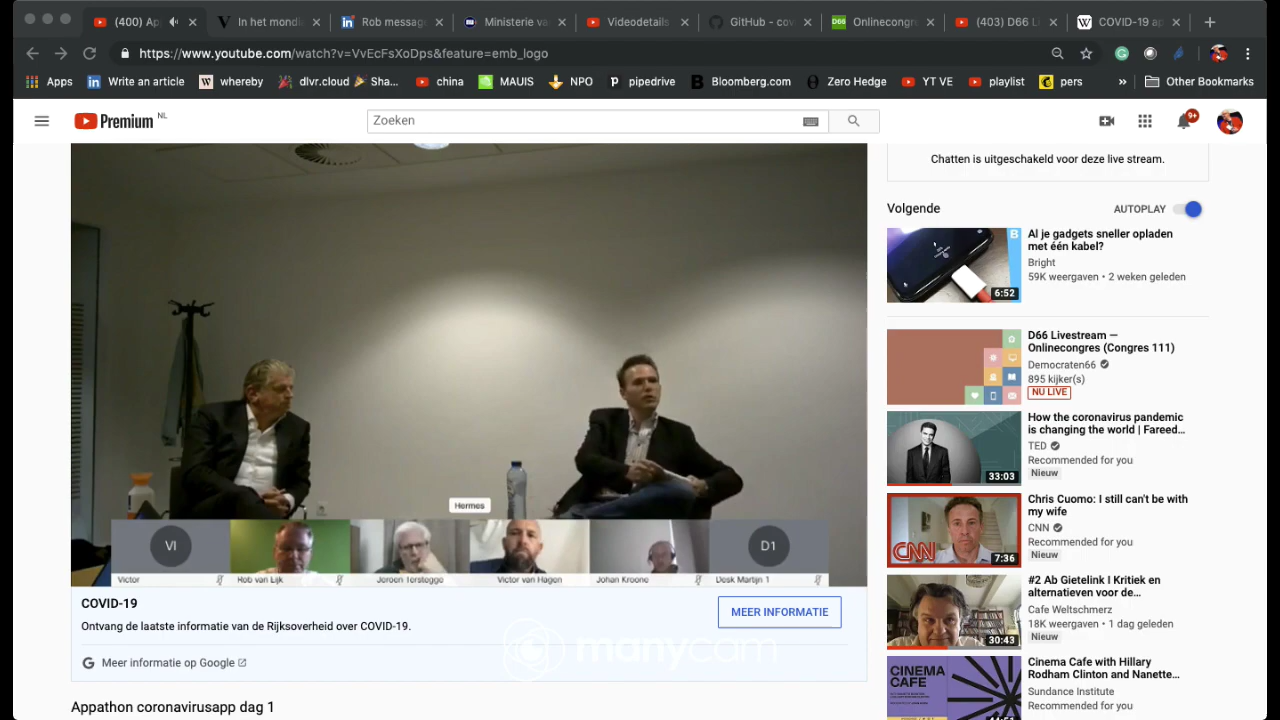 (400) Ap
In het mondi
Rob messag
Ministerie v
Videodetails
GitHub - cov
D66
Onlinecongr
(403) D66 L
COVID-19 ap
https://www.youtube.com/watch?v=VvEcFsXoDps&feature=emb_logo
Apps
Write an article
whereby
dlvr.cloud
Sha...
china
MAUIS
NPO
pipedrive
Bloomberg.com
Zero Hedge
YT VE
playlist
pers
»
Other Bookmarks
Premium NL
Zoeken
9+
Chatten is uitgeschakeld voor deze live stream.
Volgende
AUTOPLAY
Al je gadgets sneller opladen
met één kabel?
Bright
59K weergaven • 2 weken geleden
6:52
D66 Livestream —
Onlinecongres (Congres 111)
Democraten66
895 kijker(s)
NU LIVE
How the coronavirus pandemic
is changing the world | Fareed...
TED
Recommended for you
Nieuw
33:03
Chris Cuomo: I still can't be with
my wife
CNN
Recommended for you
Nieuw
CNN
7:36
#2 Ab Gietelink I Kritiek en
alternatieven voor de...
Cafe Weltschmerz
18K weergaven • 1 dag geleden
Nieuw
30:43
Cinema Cafe with Hillary
Rodham Clinton and Nanette...
Sundance Institute
Recommended for you
CINEMA
CAFE
Hermes
VI
D1
Victor
Rob van Lijk
Jeroen Terstegge
Victor van Hagen
Johan Kroone
Desk Martijn 1
COVID-19
Ontvang de laatste informatie van de Rijksoverheid over COVID-19.
MEER INFORMATIE
manycam
Meer informatie op Google
Appathon coronavirusapp dag 1